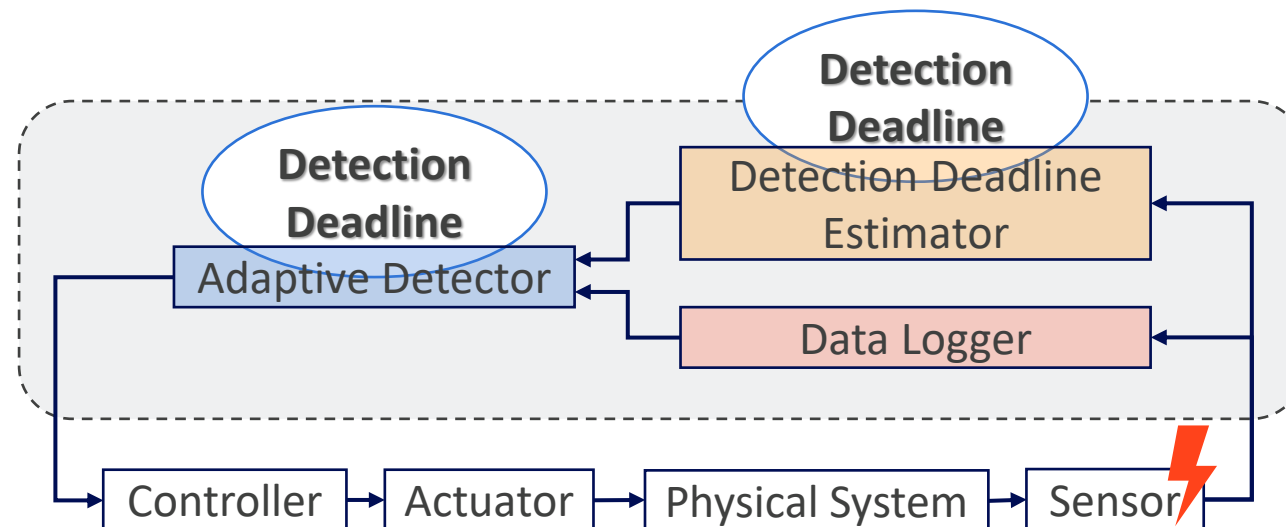 Detection
Deadline
Detection
Deadline
Detection Deadline
Estimator
Adaptive Detector
Data Logger
Controller
Actuator
Physical System
Sensor